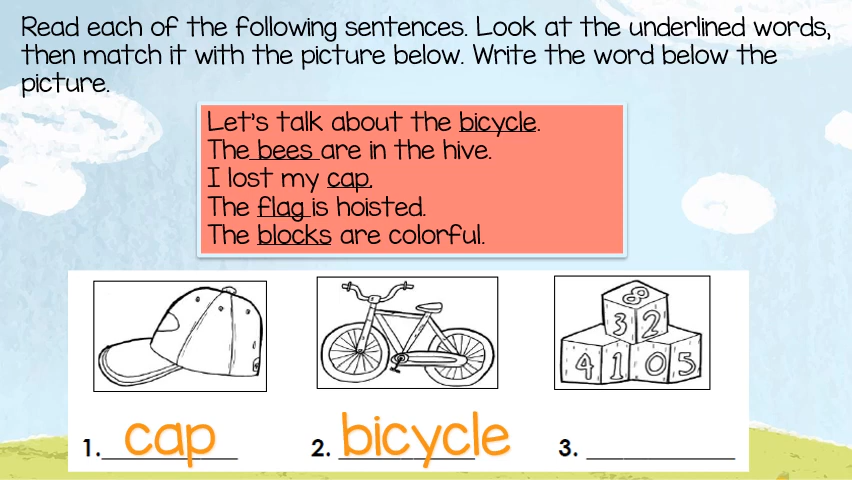 Read each of the following sentences. Look at the underlined words,
then match it with the picture below. Write the word below the
picture.
Let's talk about the bicycle.
The bees are in the hive.
I lost my cap.
The flag is hoisted.
The blocks are colorful.
8
3 2
4 1 0 5
1. cap 2. bicycle 3.